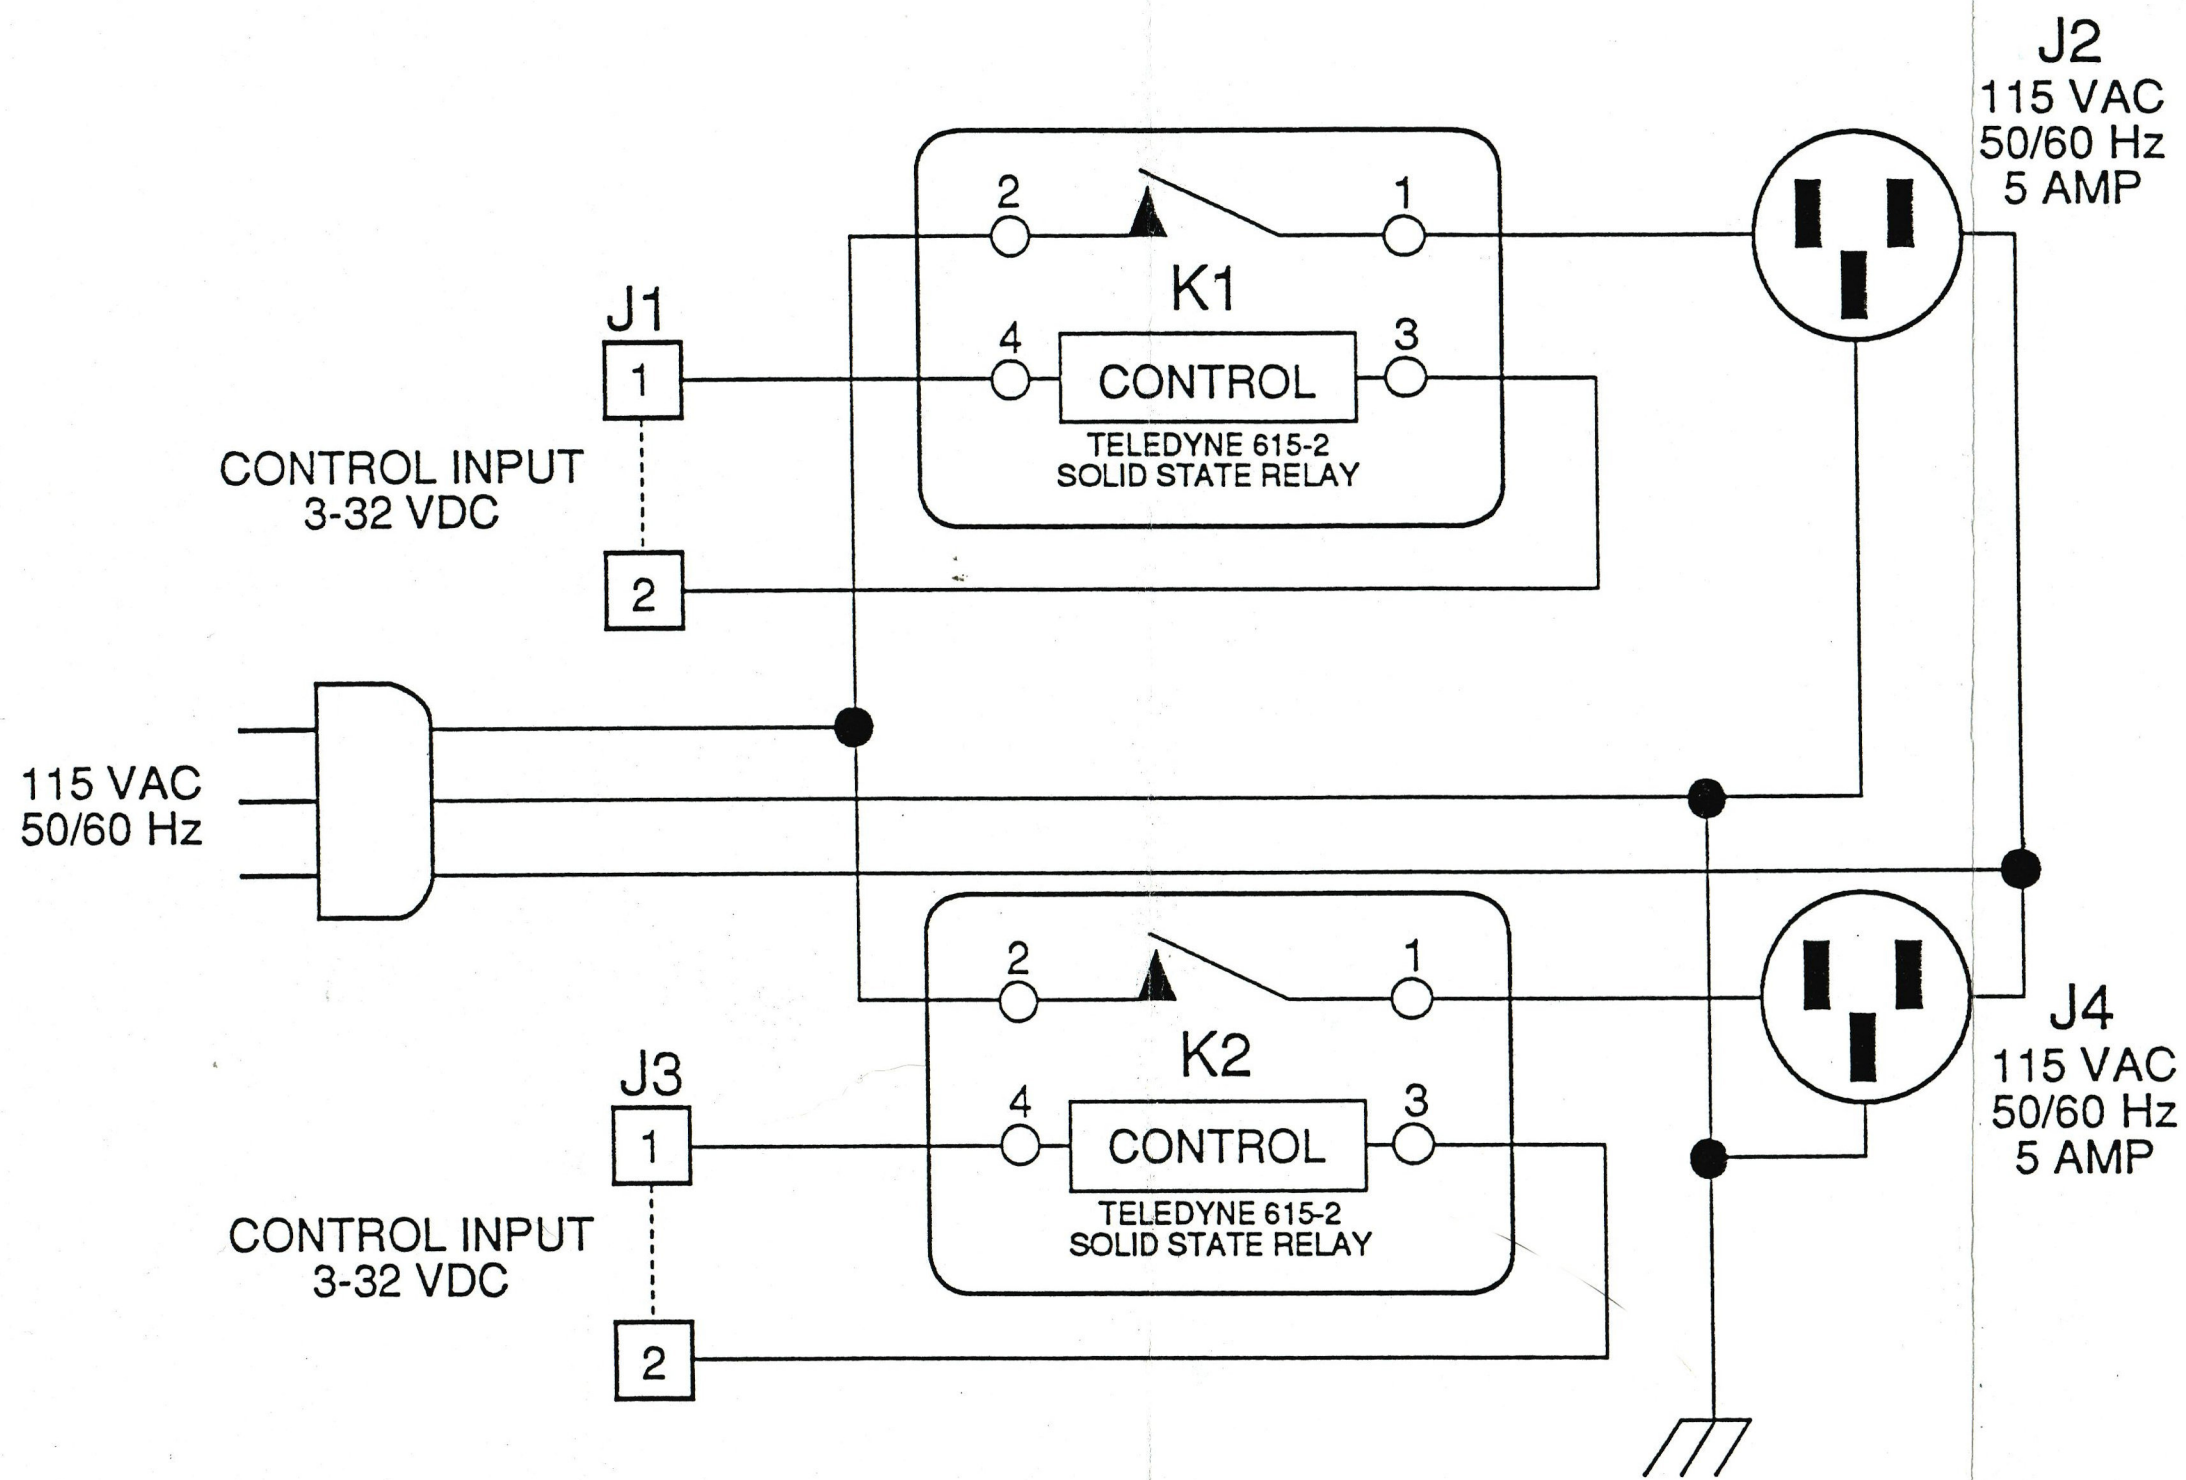 J2
115 VAC
50/60 Hz
5 AMP
2
1
K1
J1
1
4
CONTROL
3
TELEDYNE 615-2
SOLID STATE RELAY
CONTROL INPUT
3-32 VDC
2
115 VAC
50/60 Hz
2
1
K2
J4
115 VAC
50/60 Hz
5 AMP
J3
1
4
CONTROL
3
TELEDYNE 615-2
SOLID STATE RELAY
CONTROL INPUT
3-32 VDC
2